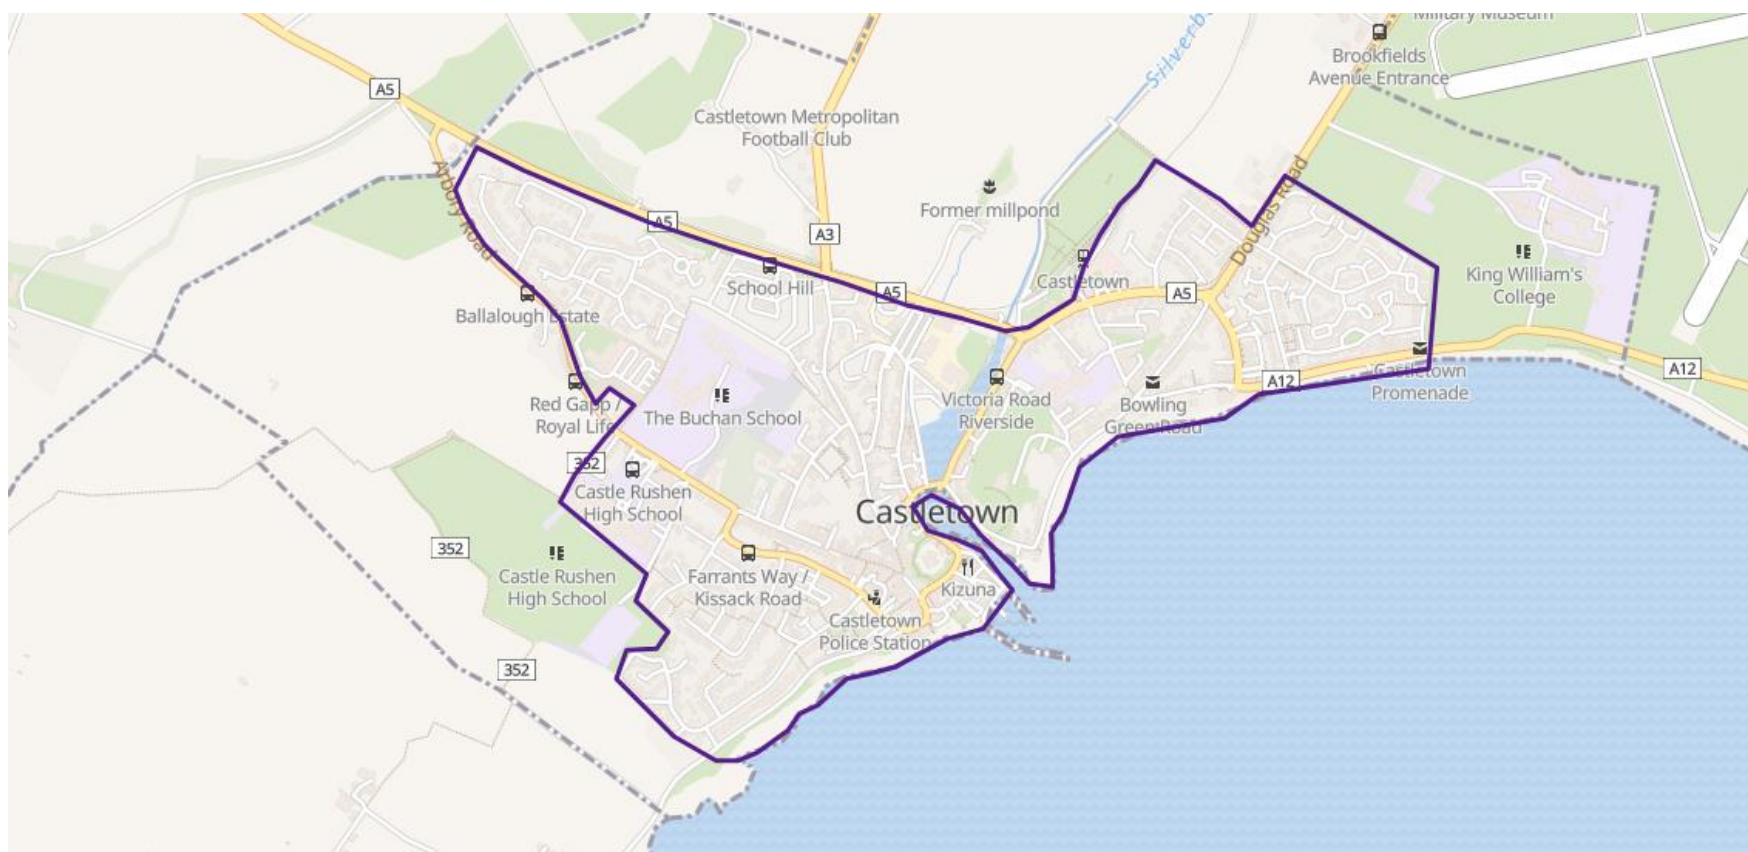 Military Museum
Silverb
Brookfields
Avenue Entrance
A5
Castletown Metropolitan
Football Club
Arbory Road
Former millpond
Douglas Road
A5
A3
King William's
College
School Hill
Castletown
A5
A5
Ballalough Estate
A12
Castletown
Promenade
A12
Red Gapp /
Royal Life
The Buchan School
Victoria Road
Riverside
Bowling
Green Road
352
Castle Rushen
High School
Castletown
352
Castle Rushen
High School
Farrants Way /
Kissack Road
Kizuna
Castletown
Police Station
352